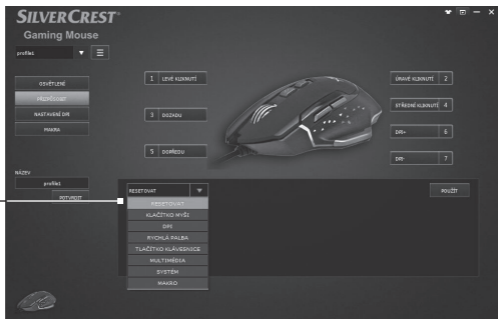 SILVERCREST®
Gaming Mouse
profile1
OSVĚTLENÍ
PŘIZPŮSOBIT
NASTAVENÍ DPI
MAKRA
1 LEVÉ KLIKNUTÍ
3 DOZADU
5 DOPŘEDU
ÚRAVÉ KLIKNUTÍ 2
STŘEDNÍ KLIKNUTÍ 4
DPI+ 6
DPI- 7
NÁZEV
profile1
POTVRDIT
RESETOVAT
POUŽÍT
RESETOVAT
KLAČÍTKO MYŠI
DPI
RYCHLÁ PALBA
TLAČÍTKO KLÁVESNICE
MULTIMÉDIA
SYSTÉM
MAKRO